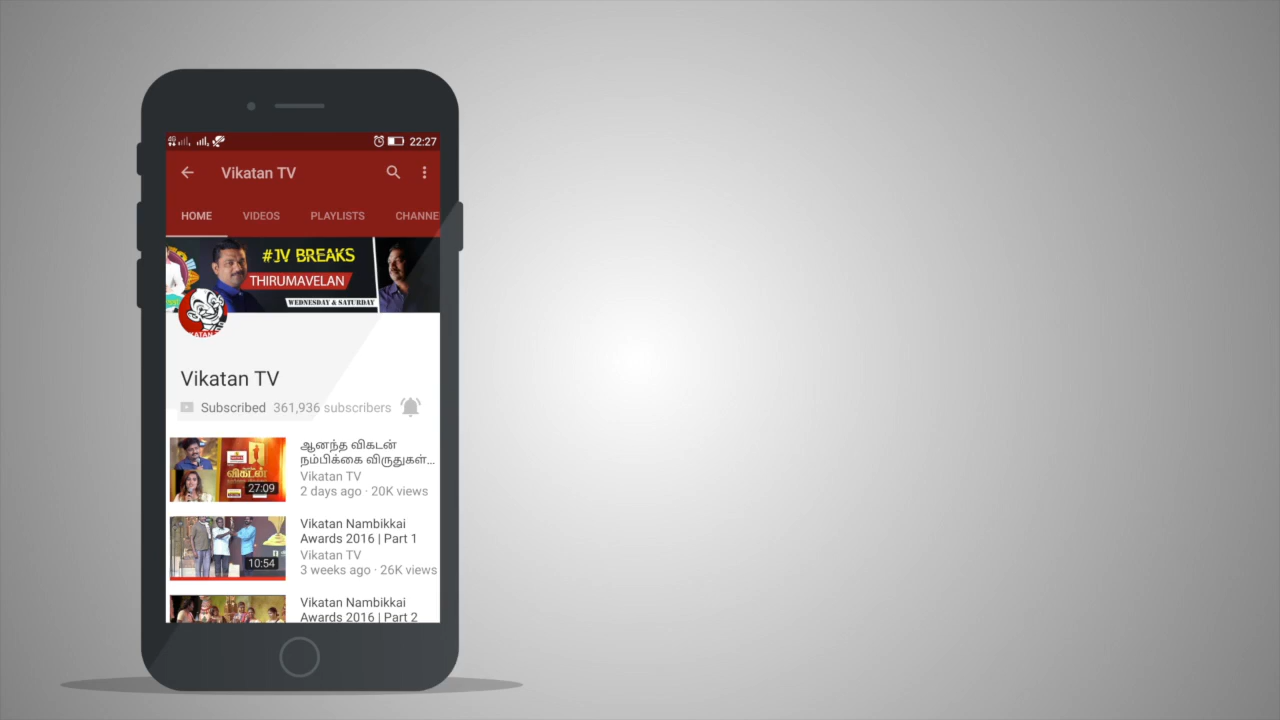 4G
22:27
Vikatan TV
HOME VIDEOS PLAYLISTS CHANNE
#JV BREAKS
THIRUMAVELAN
WEDNESDAY & SATURDAY
Vikatan TV
Subscribed 361,936 subscribers
ஆனந்த விகடன்
நம்பிக்கை விருதுகள்...
Vikatan TV
2 days ago · 20K views
விகடன்
27:09
Vikatan Nambikkai
Awards 2016 | Part 1
Vikatan TV
3 weeks ago · 26K views
10:54
Vikatan Nambikkai
Awards 2016 | Part 2